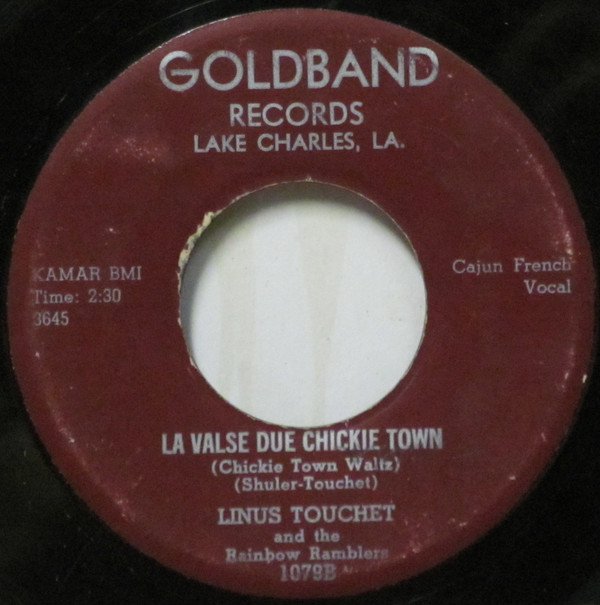 GOLDBAND
RECORDS
LAKE CHARLES, LA.
KAMAR BMI
Time: 2:30
3645
Cajun French
Vocal
LA VALSE DUE CHICKIE TOWN
(Chickie Town Waltz)
(Shuler-Touchet)
LINUS TOUCHET
and the
Rainbow Ramblers
1079B